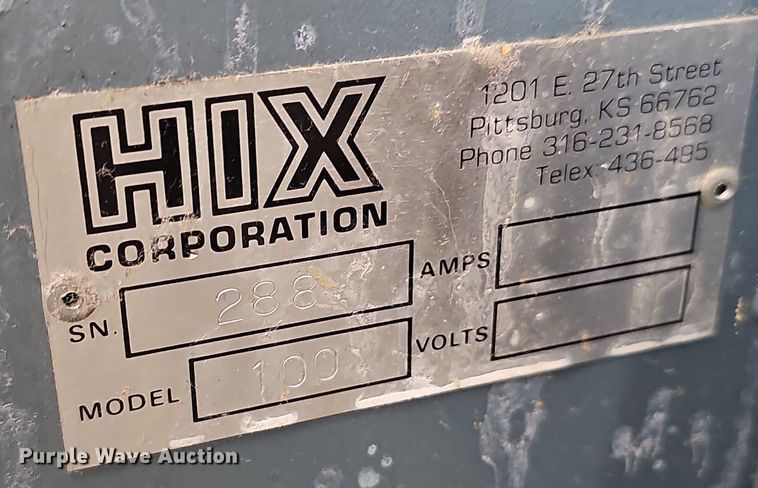 HIX
CORPORATION
1201 E. 27th Street
Pittsburg, KS 66762
Phone 316-231-8568
Telex: 436-495
SN. 288
AMPS
MODEL 100
VOLTS
Purple Wave Auction